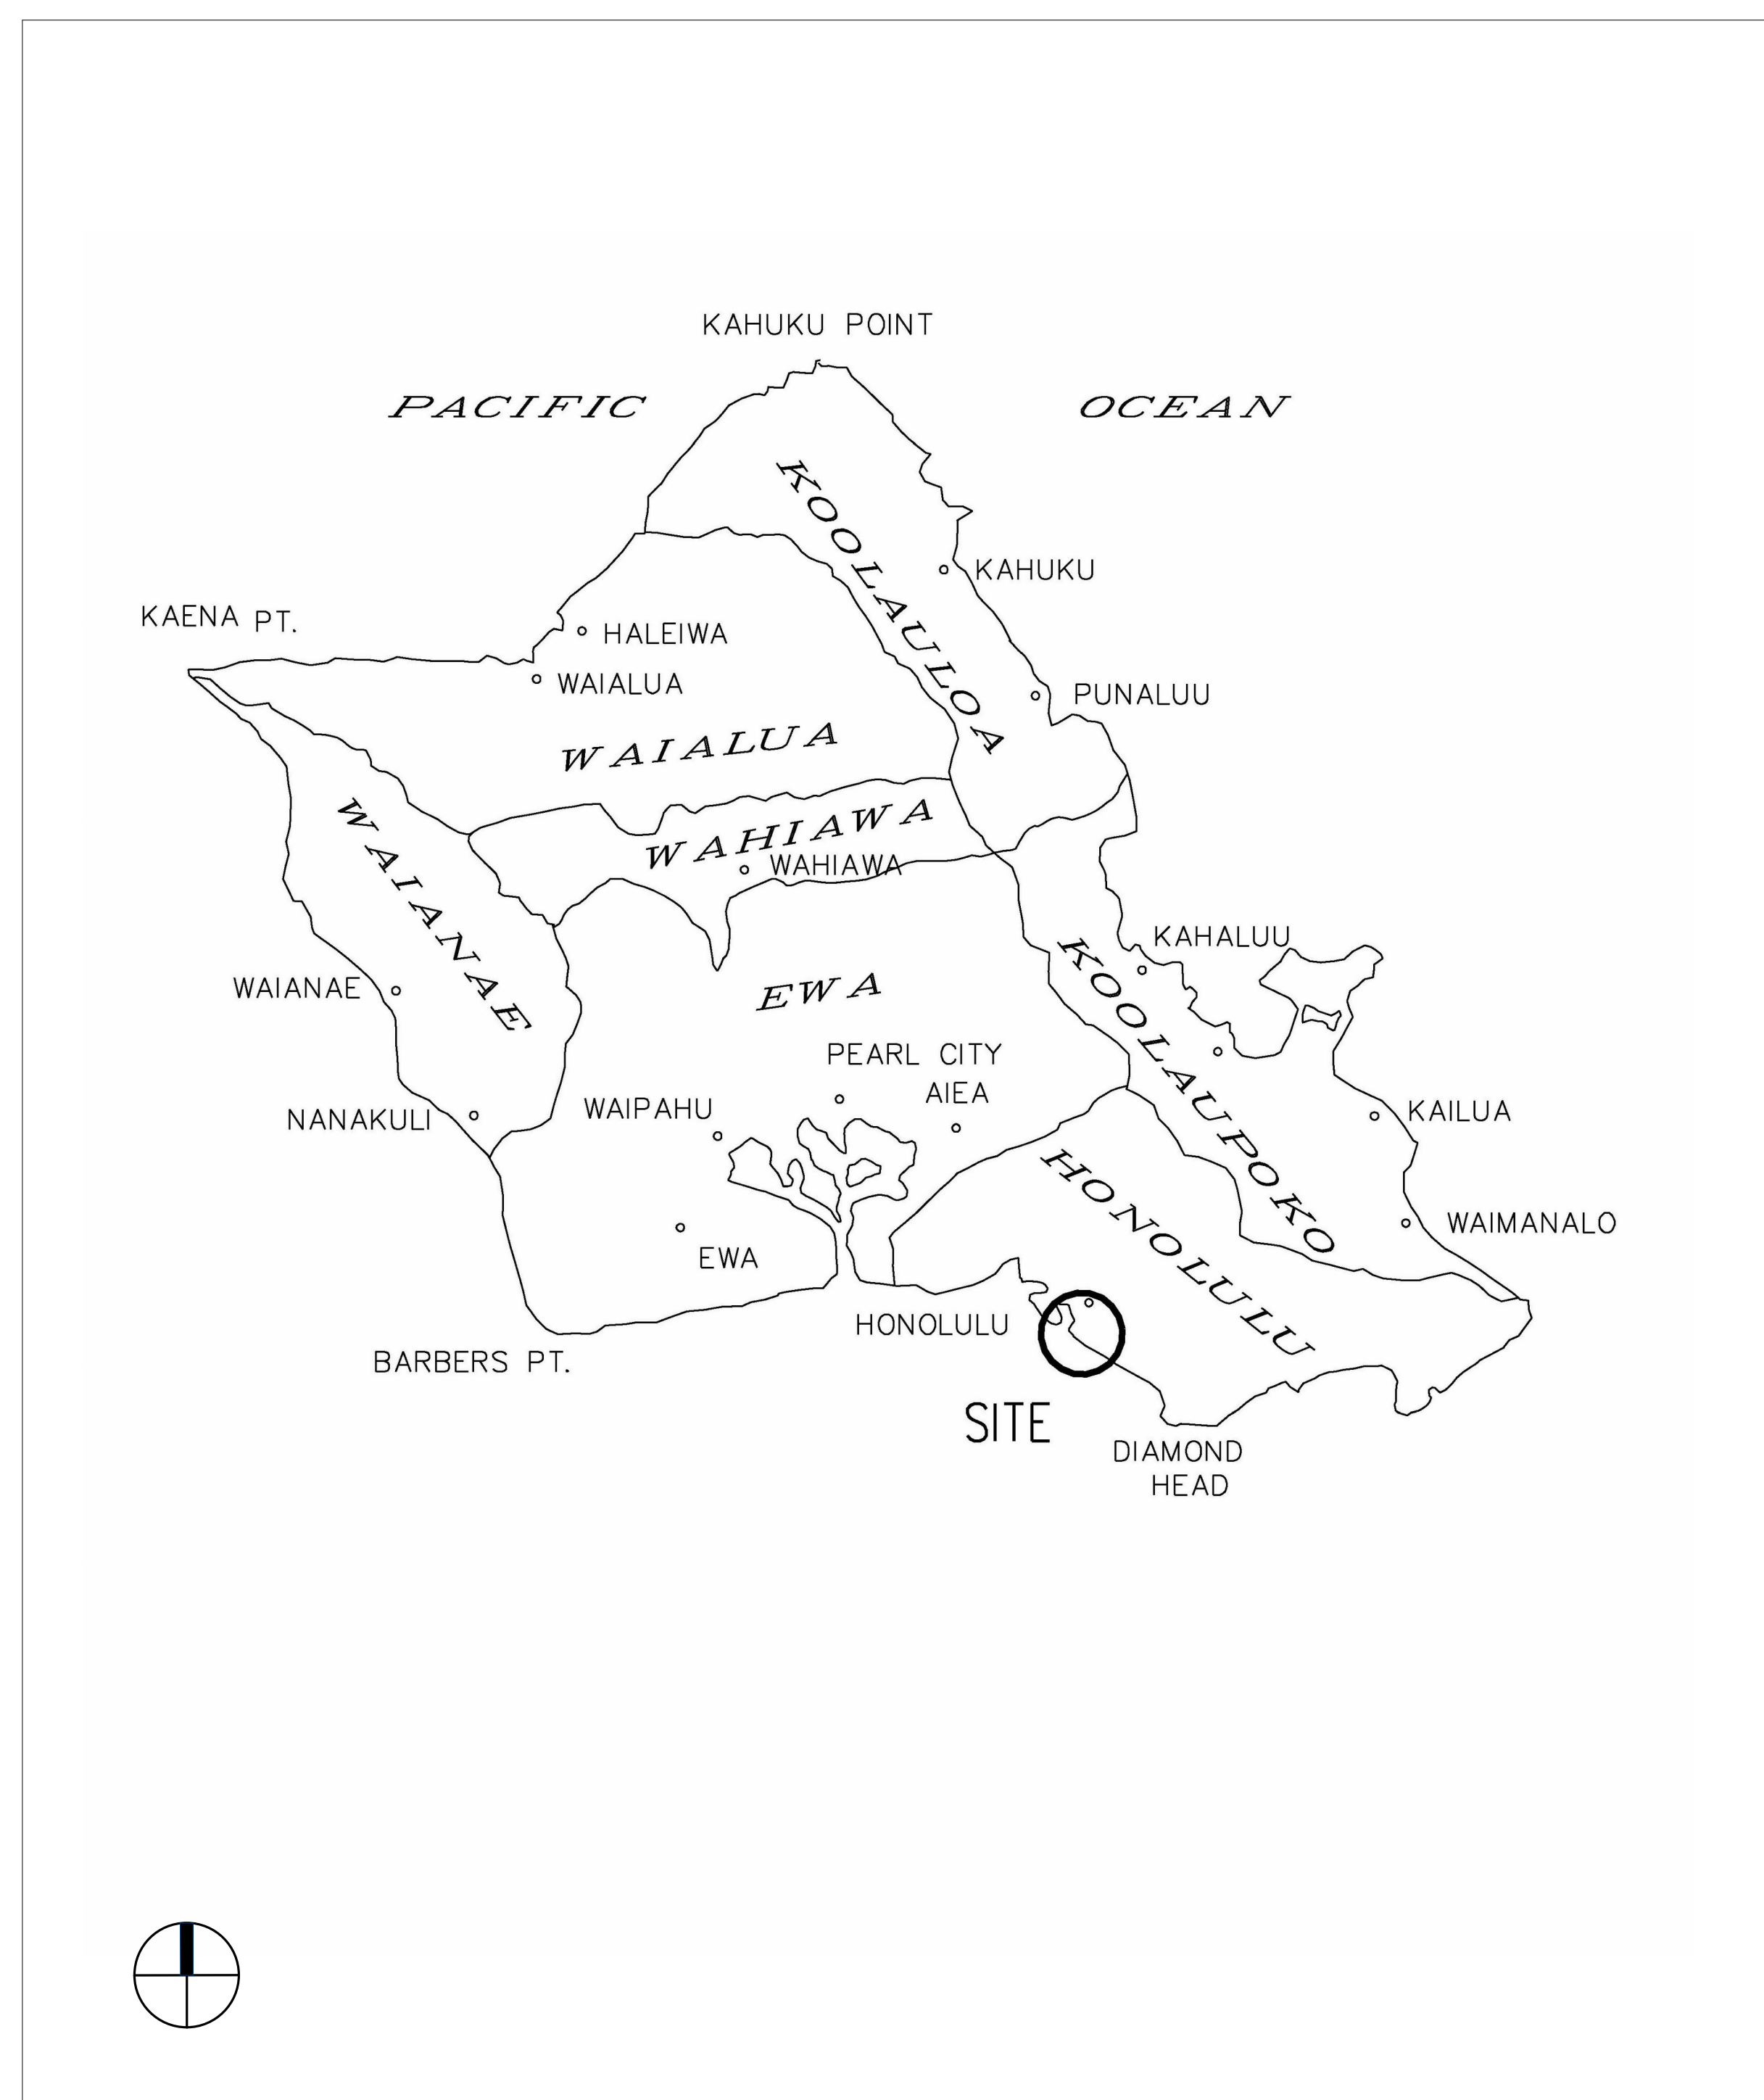 KAHUKU POINT
PACIFIC
OCEAN
KOOLAULOA
KAHUKU
KAENA PT.
HALEIWA
WAIALUA
PUNALUU
WAIALUA
WAHIAWA
WAHIAWA
WAIANAE
KAHALUU
WAIANAE
EWA
KOOLAUPOKO
PEARL CITY
AIEA
WAIPAHU
NANAKULI
KAILUA
HONOLULU
WAIMANALO
EWA
HONOLULU
BARBERS PT.
SITE
DIAMOND
HEAD